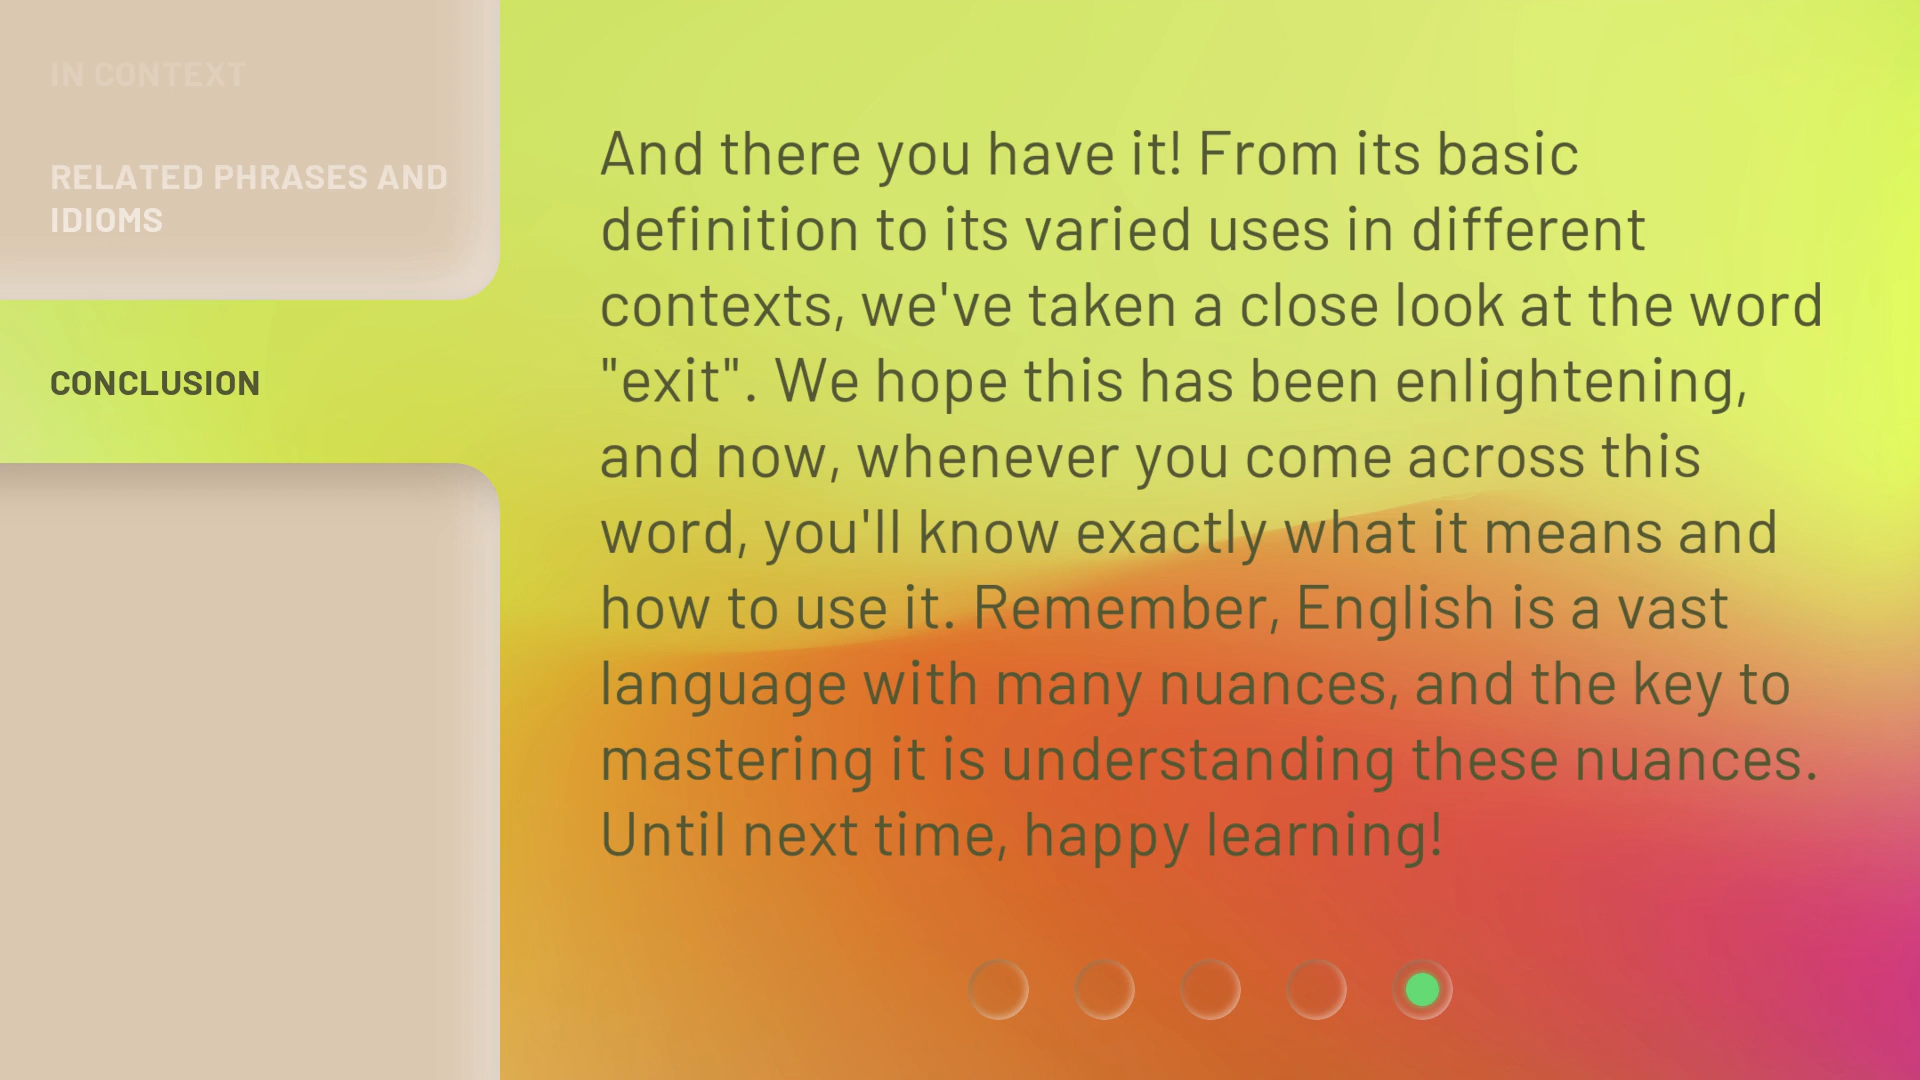 IN CONTEXT
RELATED PHRASES AND
IDIOMS
CONCLUSION
And there you have it! From its basic
definition to its varied uses in different
contexts, we've taken a close look at the word
"exit". We hope this has been enlightening,
and now, whenever you come across this
word, you'll know exactly what it means and
how to use it. Remember, English is a vast
language with many nuances, and the key to
mastering it is understanding these nuances.
Until next time, happy learning!